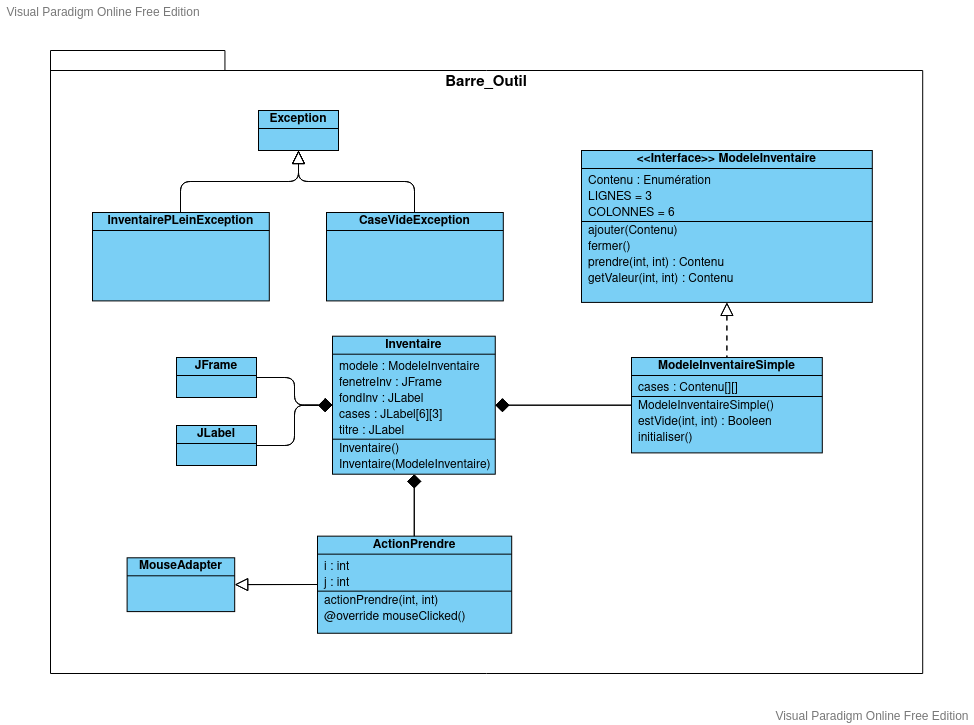 Visual Paradigm Online Free Edition
Barre_Outil
Exception
InventairePLeinException
CaseVideException
<<Interface>> ModeleInventaire
Contenu : Enumération
LIGNES = 3
COLONNES = 6
ajouter(Contenu)
fermer()
prendre(int, int) : Contenu
getValeur(int, int) : Contenu
JFrame
JLabel
Inventaire
modele : ModeleInventaire
fenetreInv : JFrame
fondInv : JLabel
cases : JLabel[6][3]
titre : JLabel
Inventaire()
Inventaire(ModeleInventaire)
ModeleInventaireSimple
cases : Contenu[][]
ModeleInventaireSimple()
estVide(int, int) : Booleen
initialiser()
MouseAdapter
ActionPrendre
i : int
j : int
actionPrendre(int, int)
@override mouseClicked()
Visual Paradigm Online Free Edition